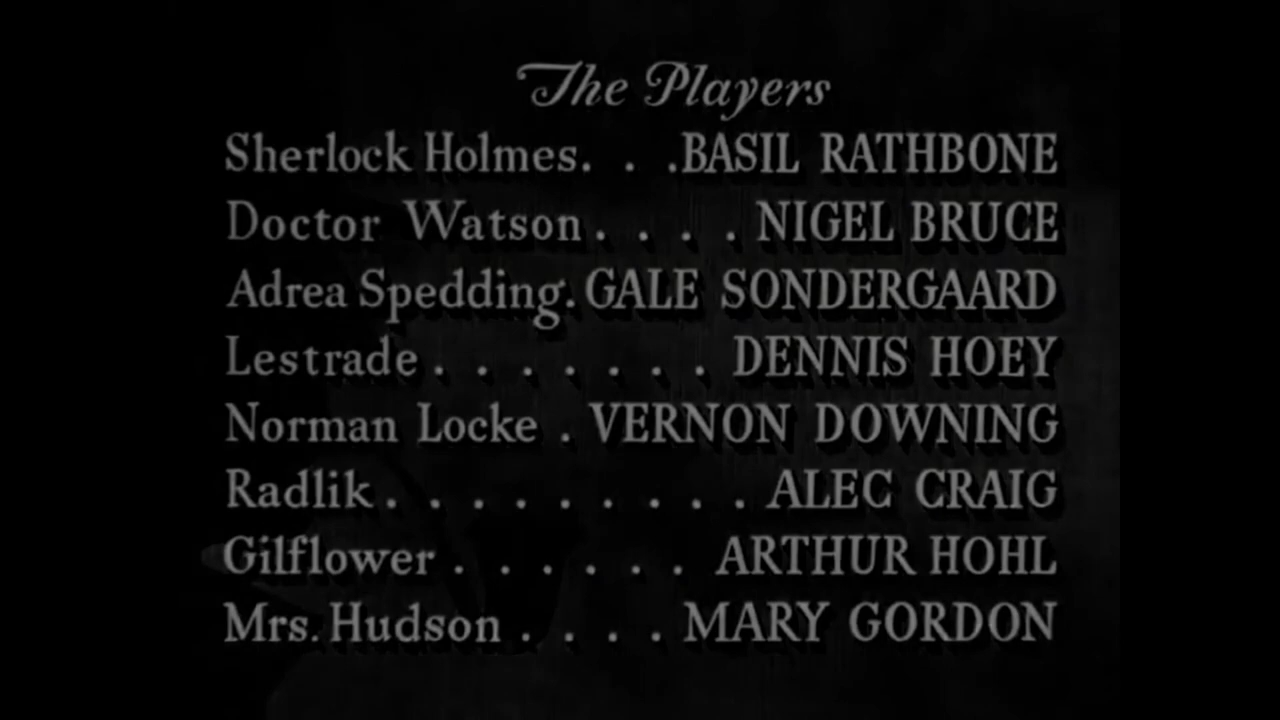 The Players
Sherlock Holmes. . .BASIL RATHBONE
Doctor Watson. . . . NIGEL BRUCE
Adrea Spedding. GALE SONDERGAARD
Lestrade . . . . . . . DENNIS HOEY
Norman Locke . VERNON DOWNING
Radlik . . . . . . . . . ALEC CRAIG
Gilflower . . . . . . ARTHUR HOHL
Mrs. Hudson . . . . MARY GORDON